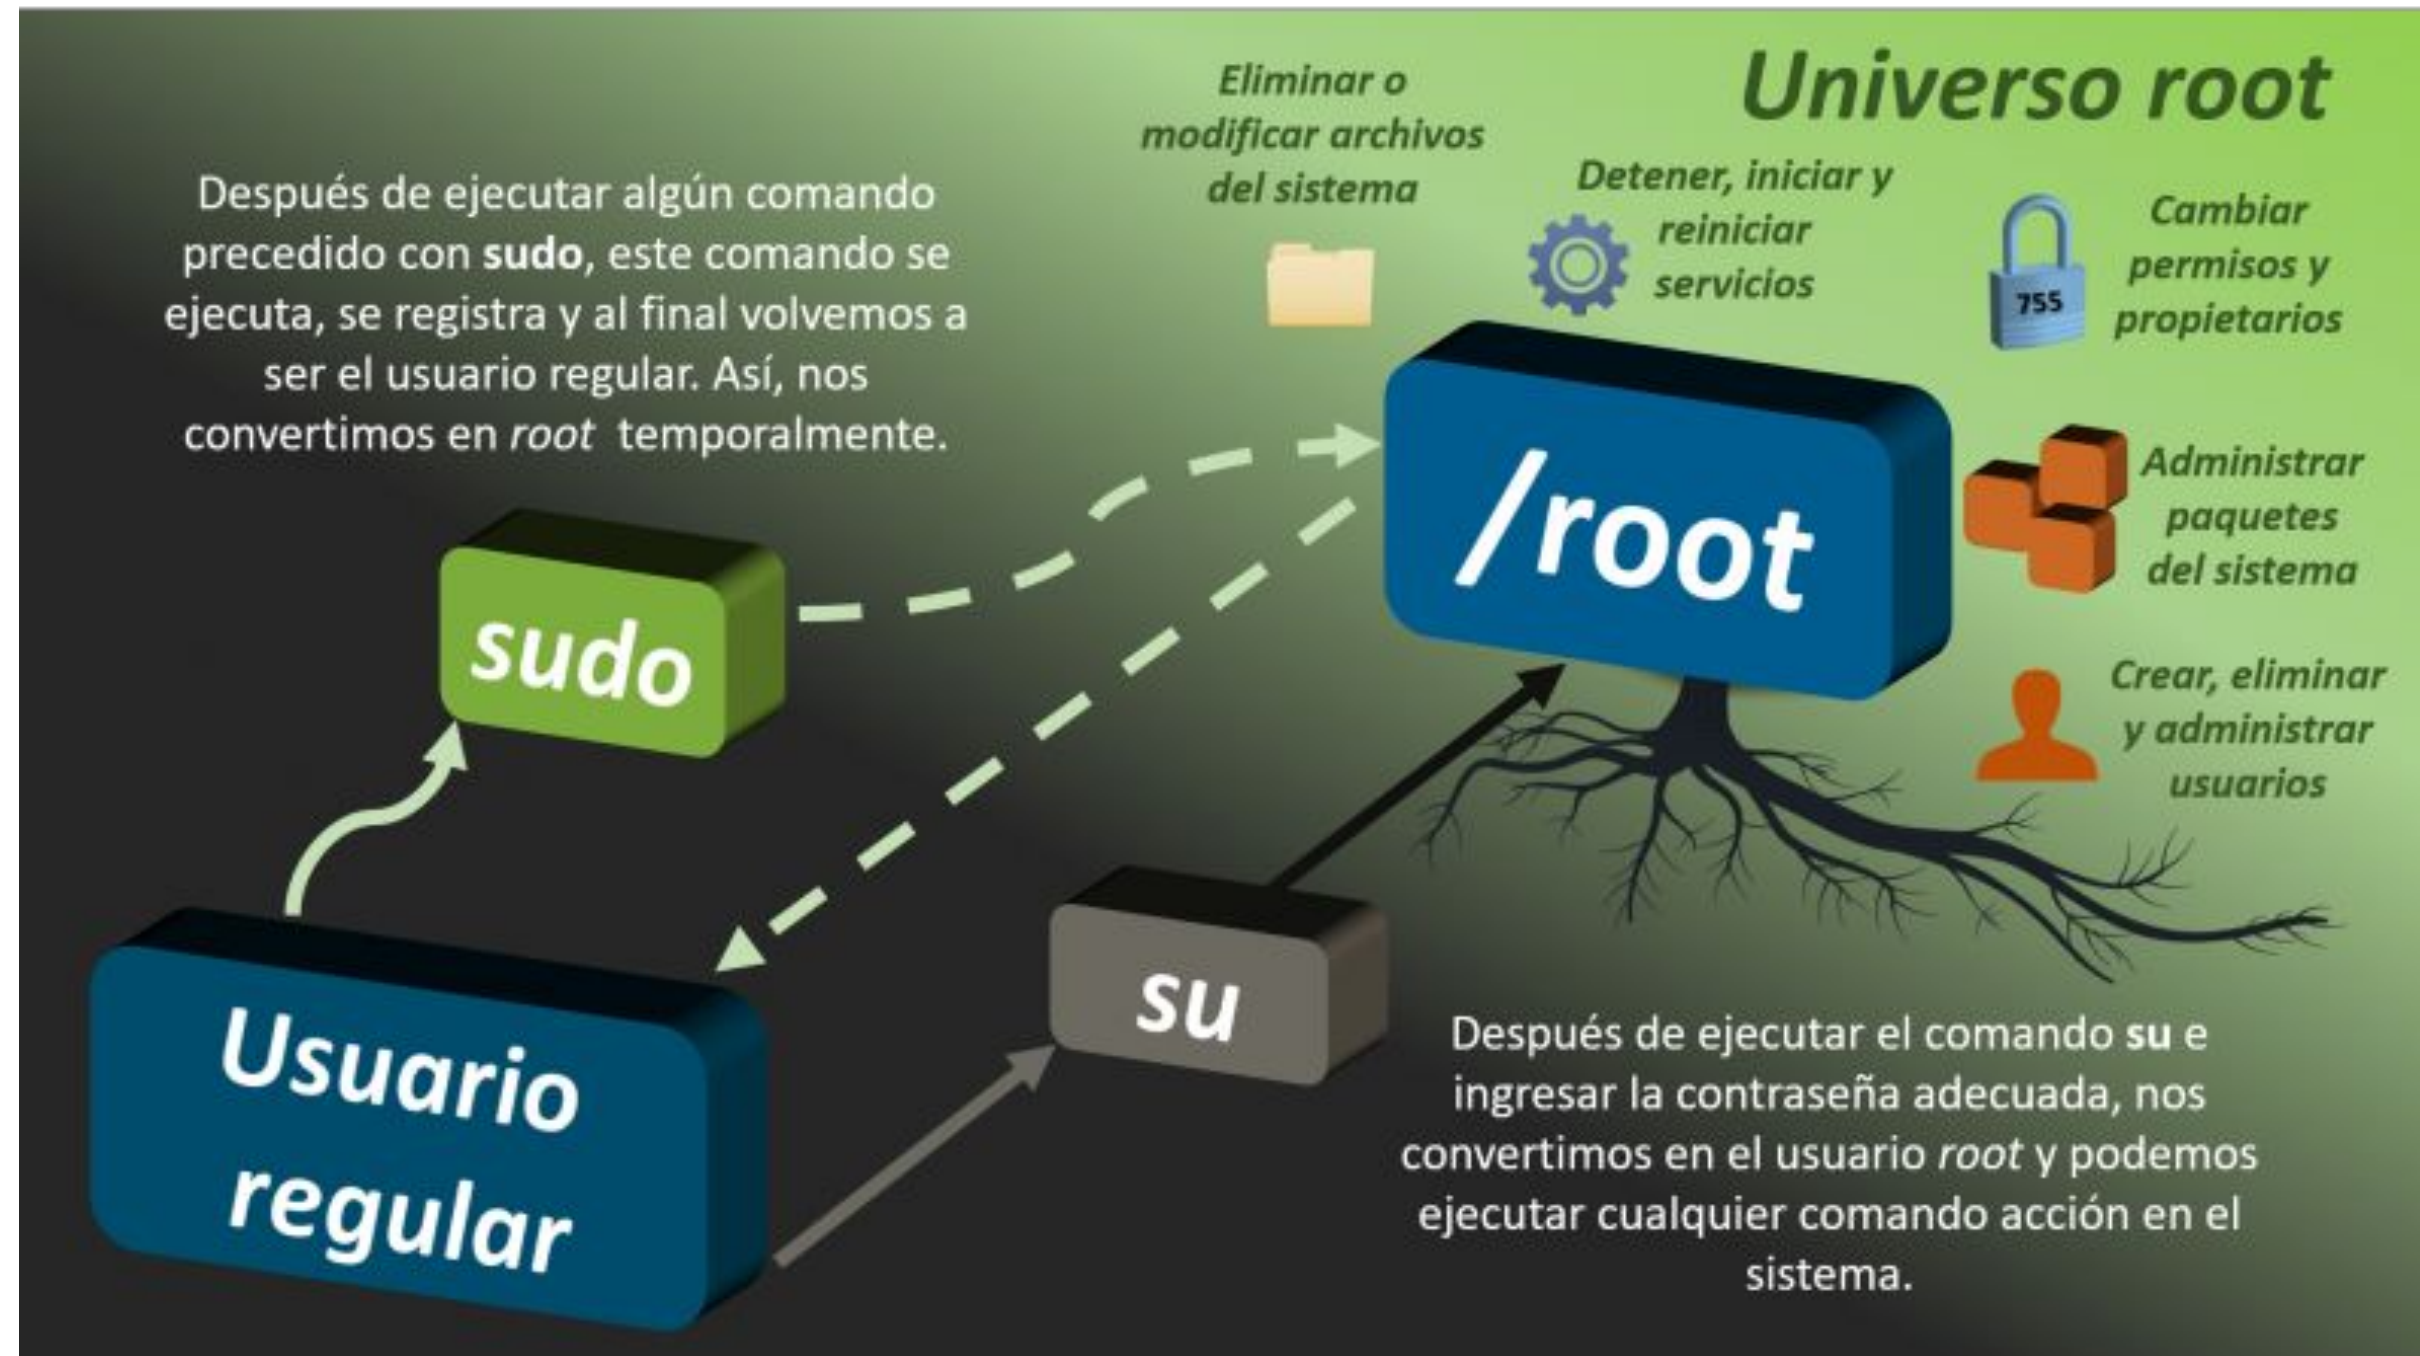 Universo root
Eliminar o
modificar archivos
del sistema
Detener, iniciar y
reiniciar
servicios
755
Cambiar
permisos y
propietarios
Después de ejecutar algún comando
precedido con sudo, este comando se
ejecuta, se registra y al final volvemos a
ser el usuario regular. Así, nos
convertimos en root temporalmente.
/root
Administrar
paquetes
del sistema
sudo
Crear, eliminar
y administrar
usuarios
su
Usuario
regular
Después de ejecutar el comando su e
ingresar la contraseña adecuada, nos
convertimos en el usuario root y podemos
ejecutar cualquier comando acción en el
sistema.